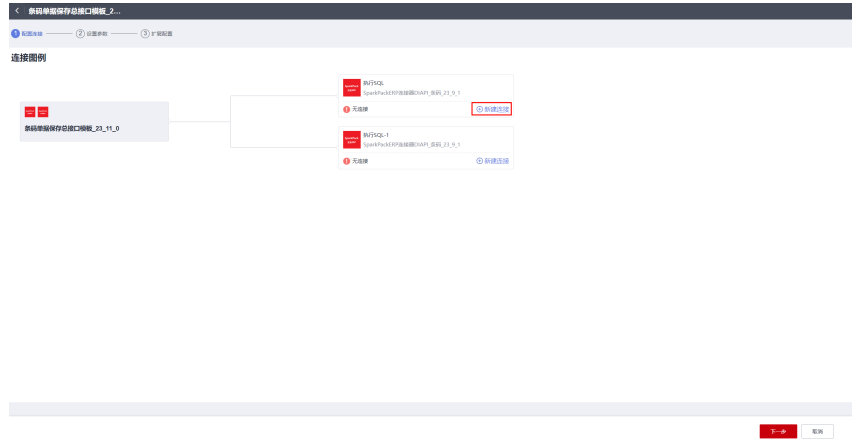 条码单据保存总接口模板_2...
1 配置连接 2 设置参数 3 扩展配置
连接图例
执行SQL
SparkPackERP连接器DIAPI_条码_23_9_1
无连接 新建连接
条码单据保存总接口模板_23_11_0
执行SQL-1
SparkPackERP连接器DIAPI_条码_23_9_1
无连接 新建连接
下一步 取消